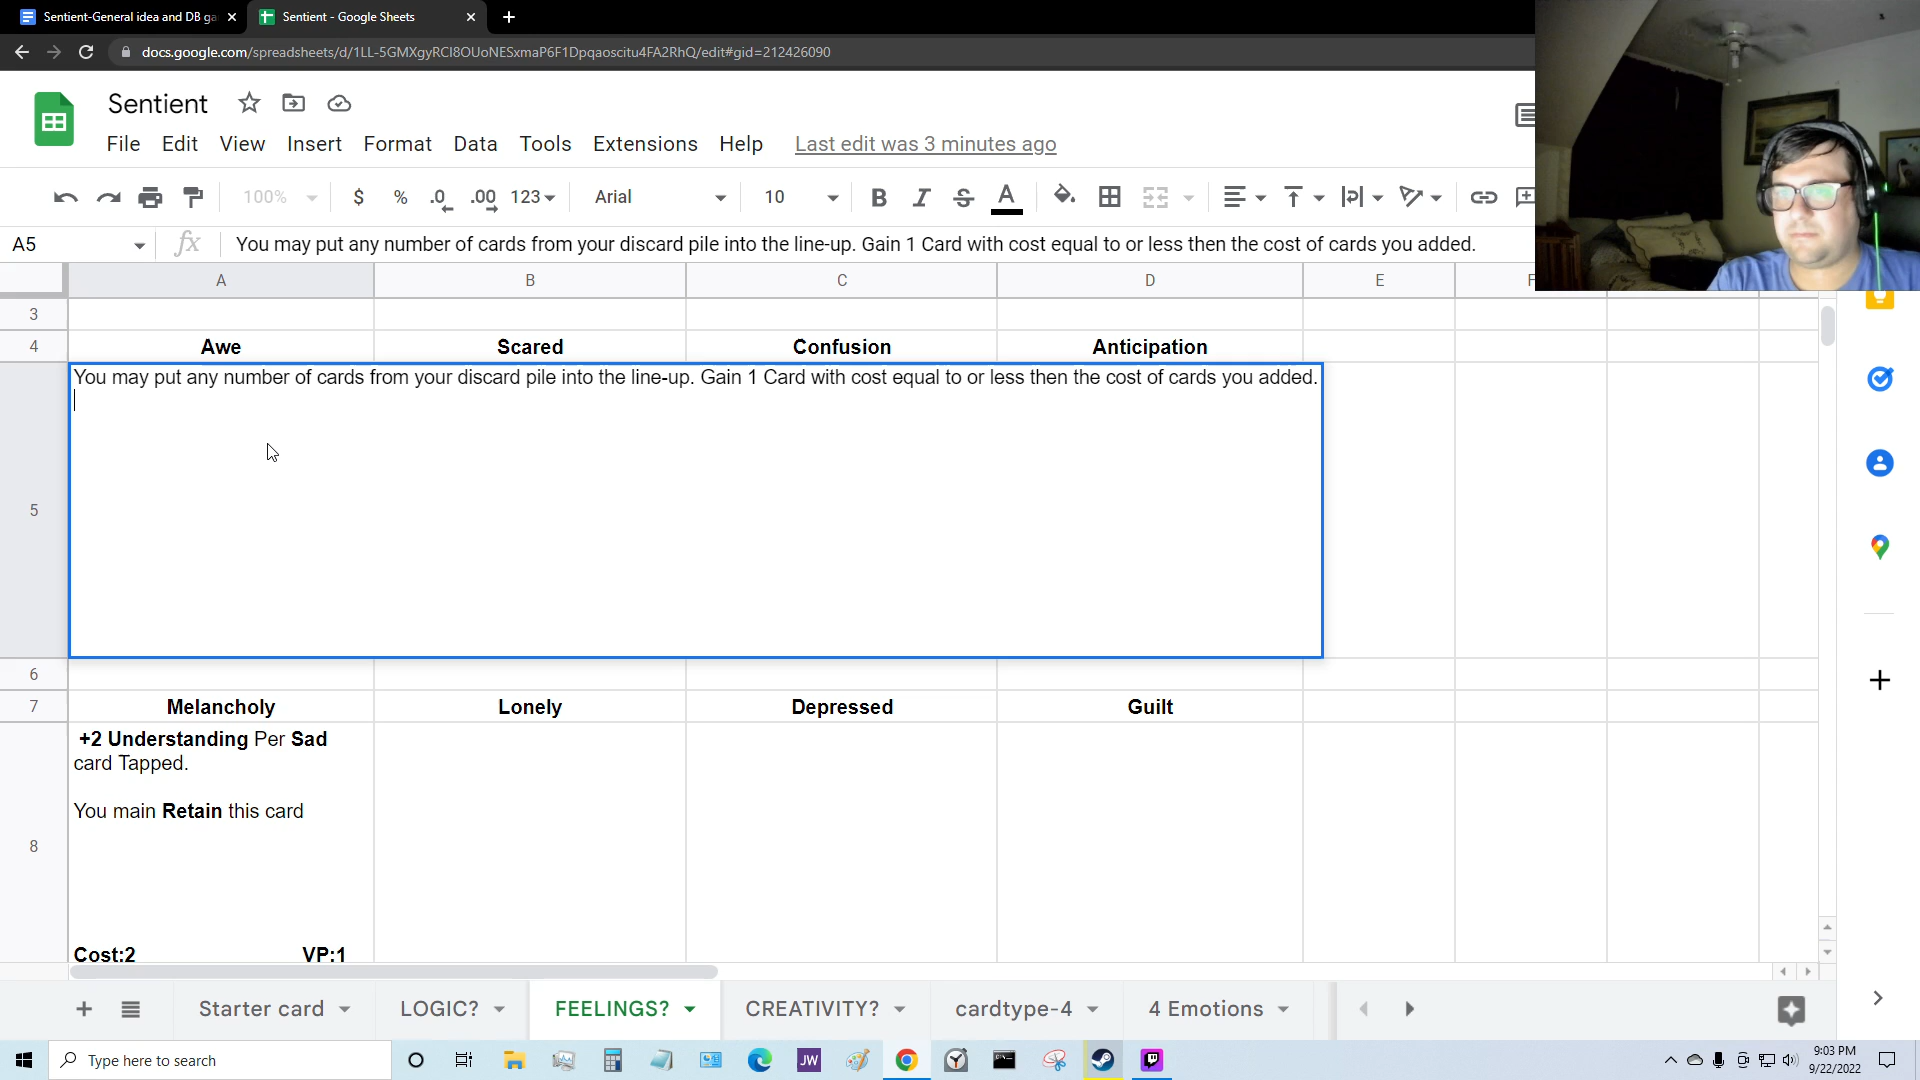 Sentient-General idea and DB ga
Sentient - Google Sheets
docs.google.com/spreadsheets/d/1LL-5GMXgyRCI8OUoNESxmaP6F1Dpqaoscitu4FA2RhQ/edit#gid=212426090
Sentient
File Edit View Insert Format Data Tools Extensions Help Last edit was 3 minutes ago
100% $ % .0 .00 123 Arial 10 B I S A
A5 fx You may put any number of cards from your discard pile into the line-up. Gain 1 Card with cost equal to or less then the cost of cards you added.
A B C D E F
3
4 Awe Scared Confusion Anticipation
You may put any number of cards from your discard pile into the line-up. Gain 1 Card with cost equal to or less then the cost of cards you added.
5
6
7 Melancholy Lonely Depressed Guilt
+2 Understanding Per Sad
card Tapped.
You main Retain this card
8
Cost:2 VP:1
Starter card LOGIC? FEELINGS? CREATIVITY? cardtype-4 4 Emotions
Type here to search
JW
9:03 PM
9/22/2022